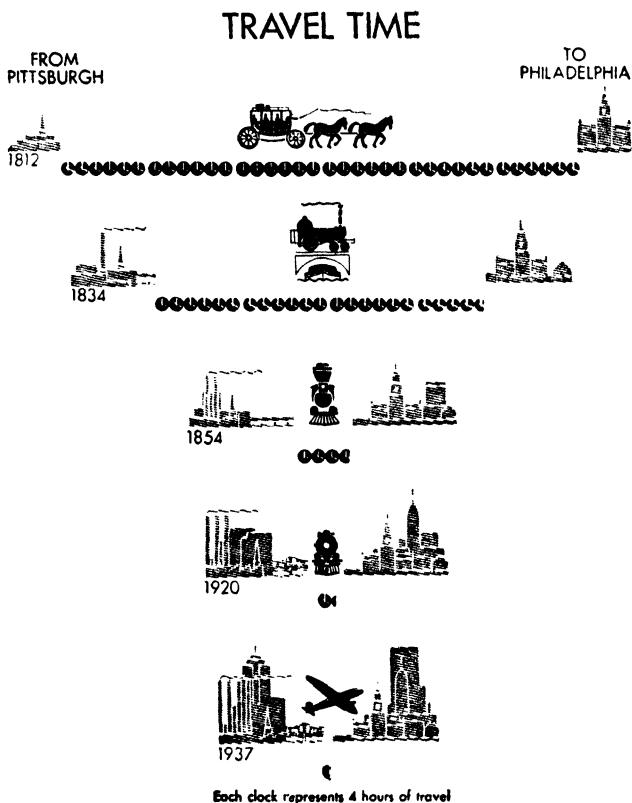 TRAVEL TIME
FROM
PITTSBURGH
TO
PHILADELPHIA
1812
1834
1854
1920
1937
Each clock represents 4 hours of travel